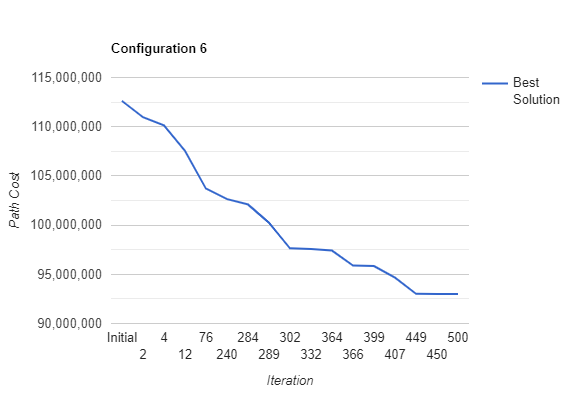 Configuration 6
115,000,000
110,000,000
105,000,000
100,000,000
95,000,000
90,000,000
Path Cost
Initial 4 76 284 302 364 399 449 500
2 12 240 289 332 366 407 450
Iteration
Best
Solution